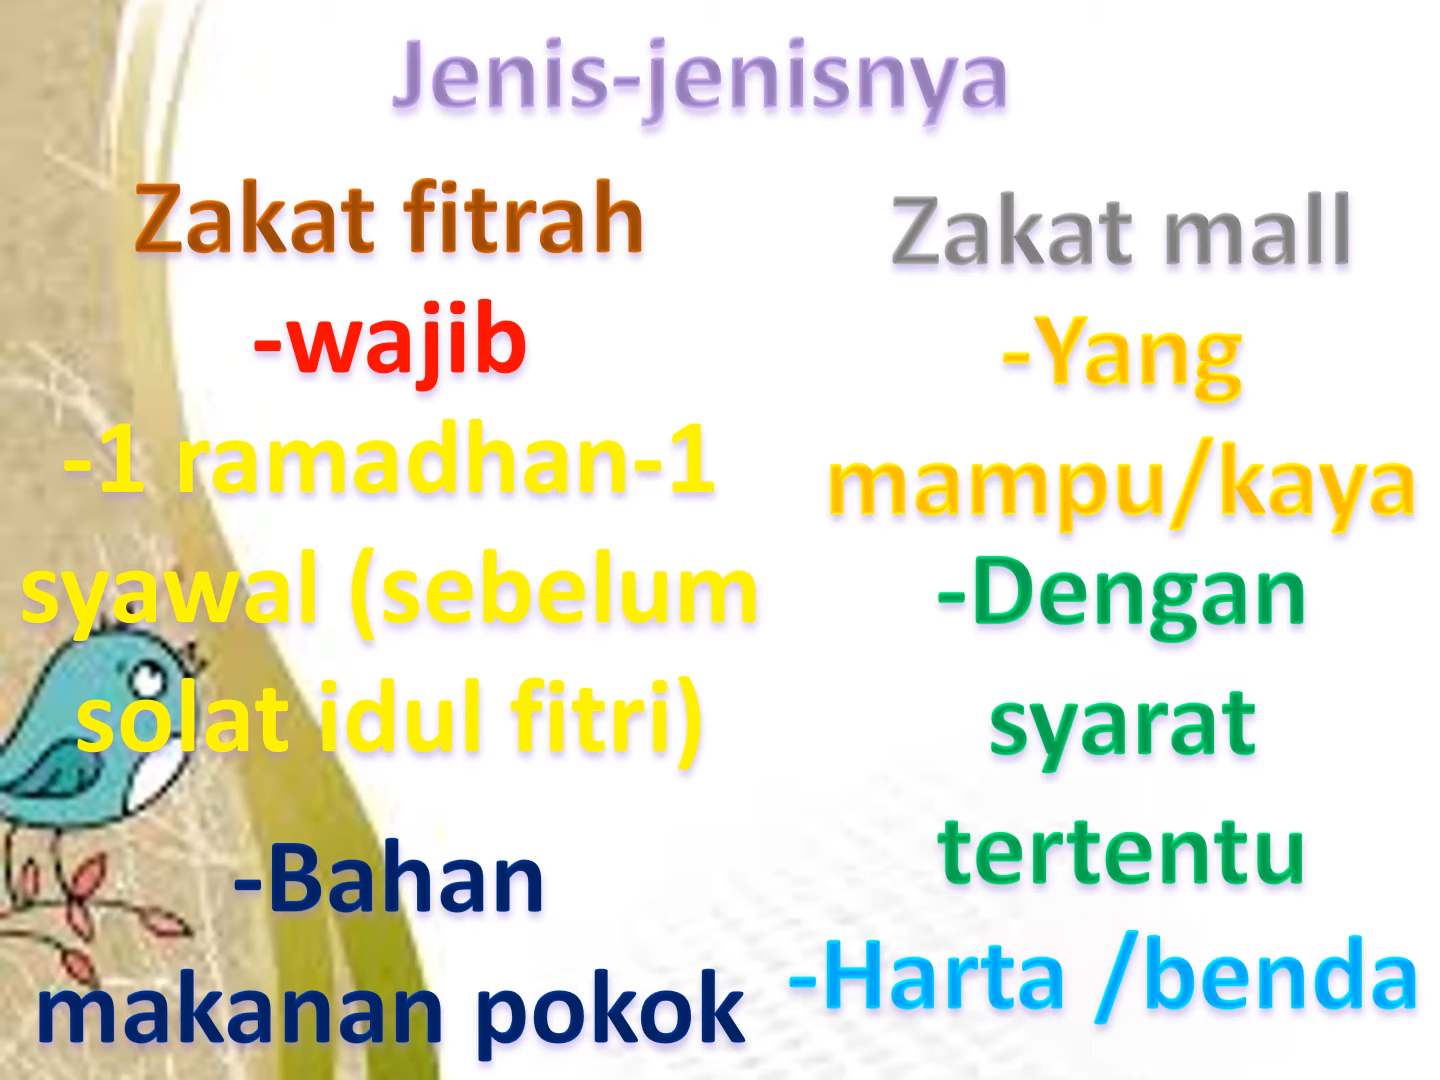 Jenis-jenisnya
Zakat fitrah
-wajib
-1 ramadhan-1
syawal (sebelum
solat idul fitri)
-Bahan
makanan pokok
Zakat mall
-Yang
mampu/kaya
-Dengan
syarat
tertentu
-Harta /benda